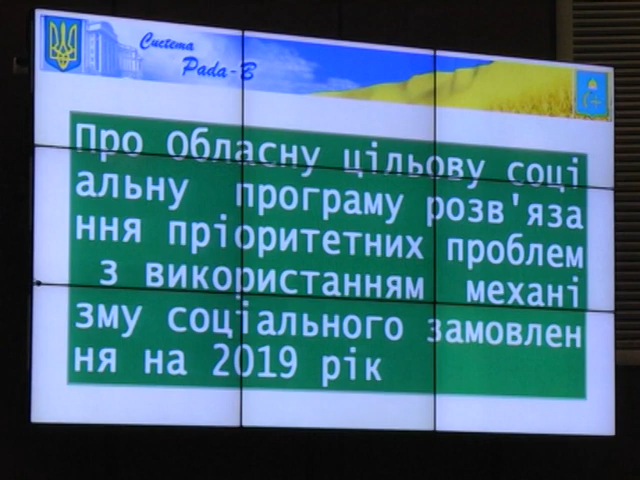 Система
Рада-В
Про Обласну цільову соці
альну програму розв'яза
ння пріоритетних проблем
з використанням механі
зму соціального замовлен
ня на 2019 рік